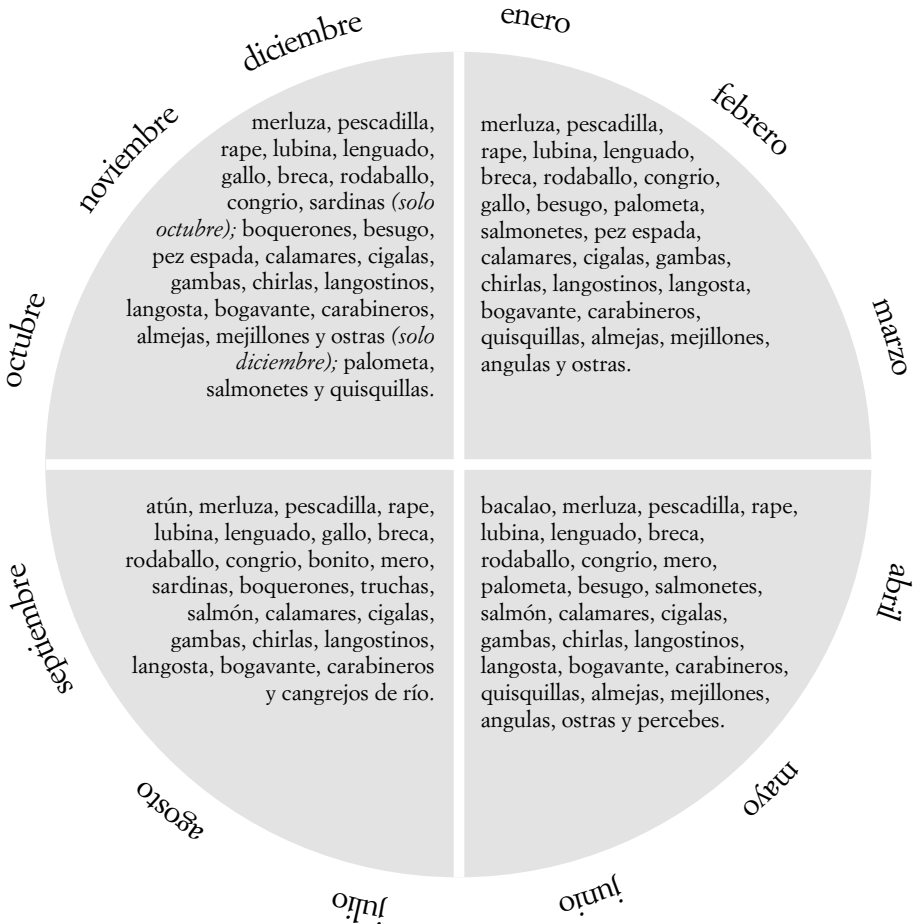 enero
febrero
marzo
merluza, pescadilla,
rape, lubina, lenguado,
breca, rodaballo, congrio,
gallo, besugo, palometa,
salmonetes, pez espada,
calamares, cigalas, gambas,
chirlas, langostinos, langosta,
bogavante, carabineros,
quisquillas, almejas, mejillones,
angulas y ostras.
abril
mayo
junio
bacalao, merluza, pescadilla, rape,
lubina, lenguado, breca,
rodaballo, congrio, mero,
palometa, besugo, salmonetes,
salmón, calamares, cigalas,
gambas, chirlas, langostinos,
langosta, bogavante, carabineros,
quisquillas, almejas, mejillones,
angulas, ostras y percebes.
julio
agosto
septiembre
atún, merluza, pescadilla, rape,
lubina, lenguado, gallo, breca,
rodaballo, congrio, bonito, mero,
sardinas, boquerones, truchas,
salmón, calamares, cigalas,
gambas, chirlas, langostinos,
langosta, bogavante, carabineros
y cangrejos de río.
octubre
noviembre
diciembre
merluza, pescadilla,
rape, lubina, lenguado,
gallo, breca, rodaballo,
congrio, sardinas (solo
octubre); boquerones, besugo,
pez espada, calamares, cigalas,
gambas, chirlas, langostinos,
langosta, bogavante, carabineros,
almejas, mejillones y ostras (solo
diciembre); palometa,
salmonetes y quisquillas.